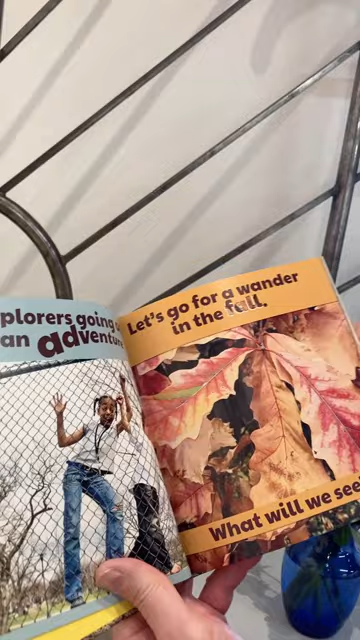 plorers going
an adventure
Let's go for a wander
in the fall.
What will we see